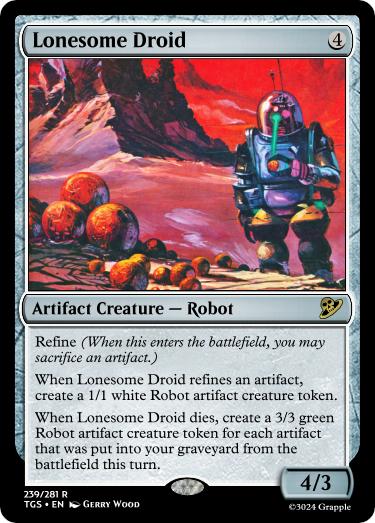 Lonesome Droid 4
Artifact Creature — Robot
Refine (When this enters the battlefield, you may
sacrifice an artifact.)
When Lonesome Droid refines an artifact,
create a 1/1 white Robot artifact creature token.
When Lonesome Droid dies, create a 3/3 green
Robot artifact creature token for each artifact
that was put into your graveyard from the
battlefield this turn.
4/3
239/281 R
TGS • EN Gerry Wood
©3024 Grapple